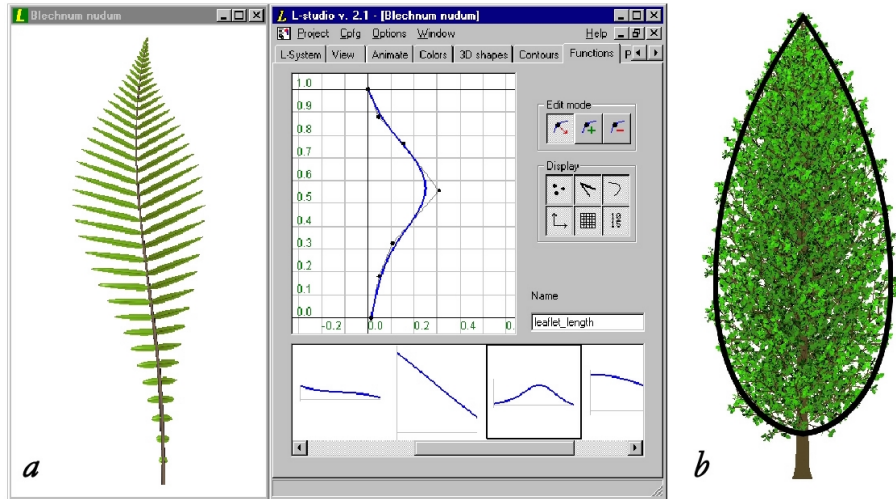 Blechnum nudum
L-studio v. 2.1 - [Blechnum nudum]
Project Cpfg Options Window Help
L-System View Animate Colors 3D shapes Contours Functions P
1.0
0.9
0.8
0.7
0.6
0.5
0.4
0.3
0.2
0.1
0.0
-0.2 0.0 0.2 0.4 0.
Edit mode
Display
Name
leaflet_length
a
b